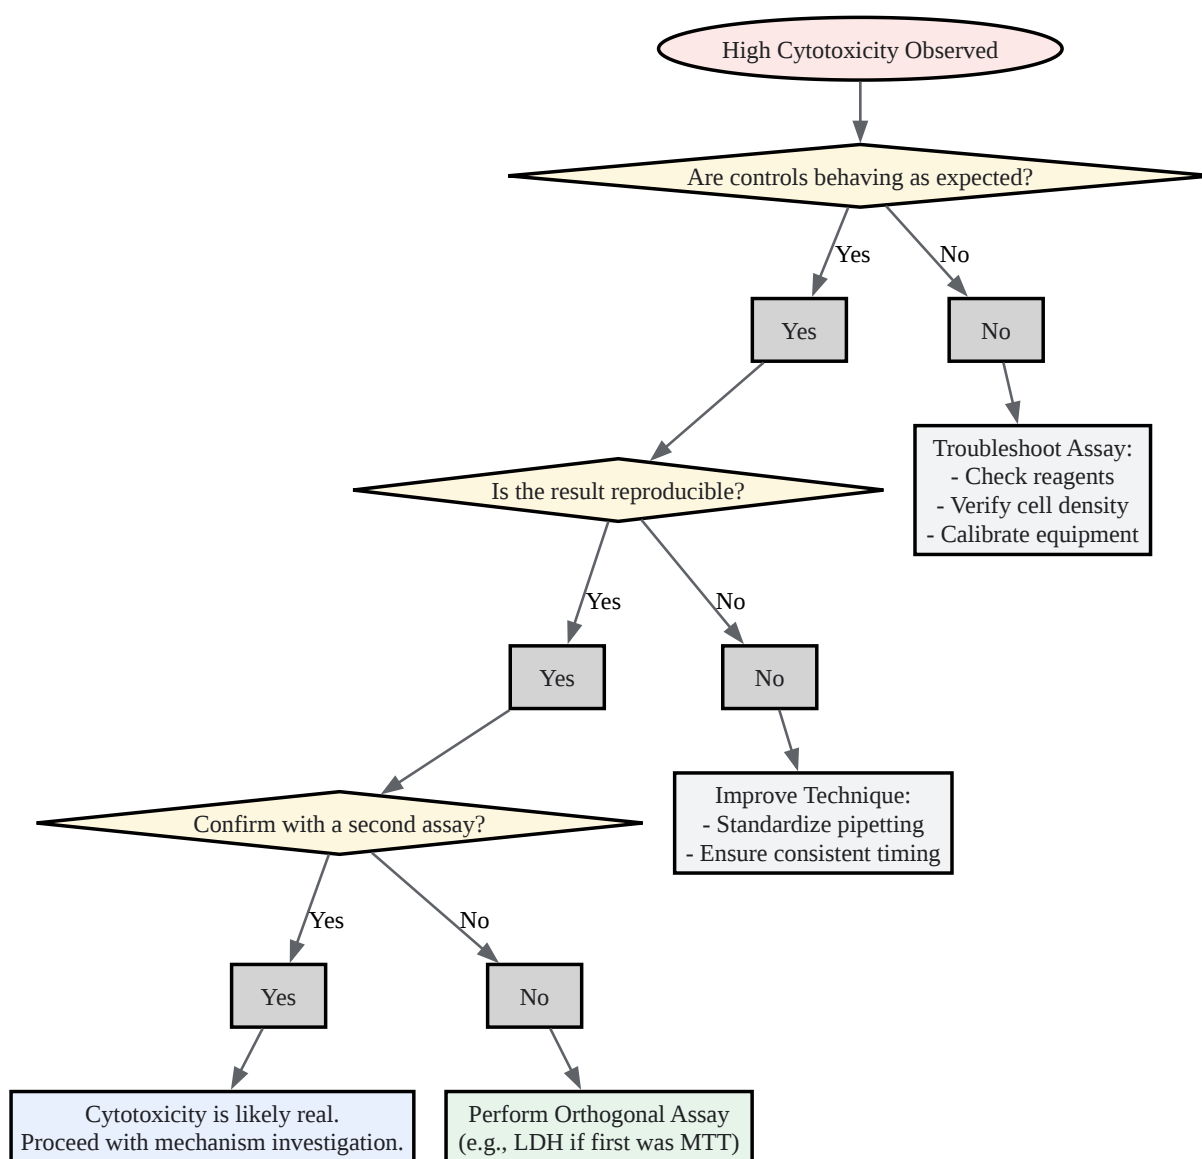 High Cytotoxicity Observed
Are controls behaving as expected?
Yes
No
Yes
No
Troubleshoot Assay:
- Check reagents
- Verify cell density
- Calibrate equipment
Is the result reproducible?
Yes
No
Yes
No
Improve Technique:
- Standardize pipetting
- Ensure consistent timing
Confirm with a second assay?
Yes
No
Yes
No
Cytotoxicity is likely real.
Proceed with mechanism investigation.
Perform Orthogonal Assay
(e.g., LDH if first was MTT)